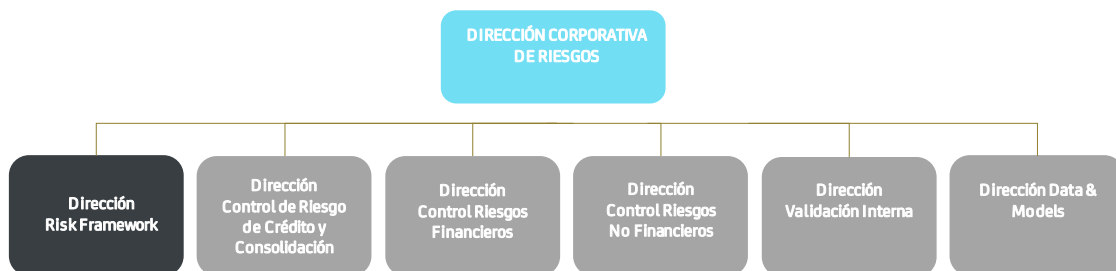 DIRECCIÓN CORPORATIVA
DE RIESGOS
Dirección
Risk Framework
Dirección
Control de Riesgo
de Crédito y
Consolidación
Dirección
Control Riesgos
Financieros
Dirección
Control Riesgos
No Financieros
Dirección
Validación Interna
Dirección Data &
Models